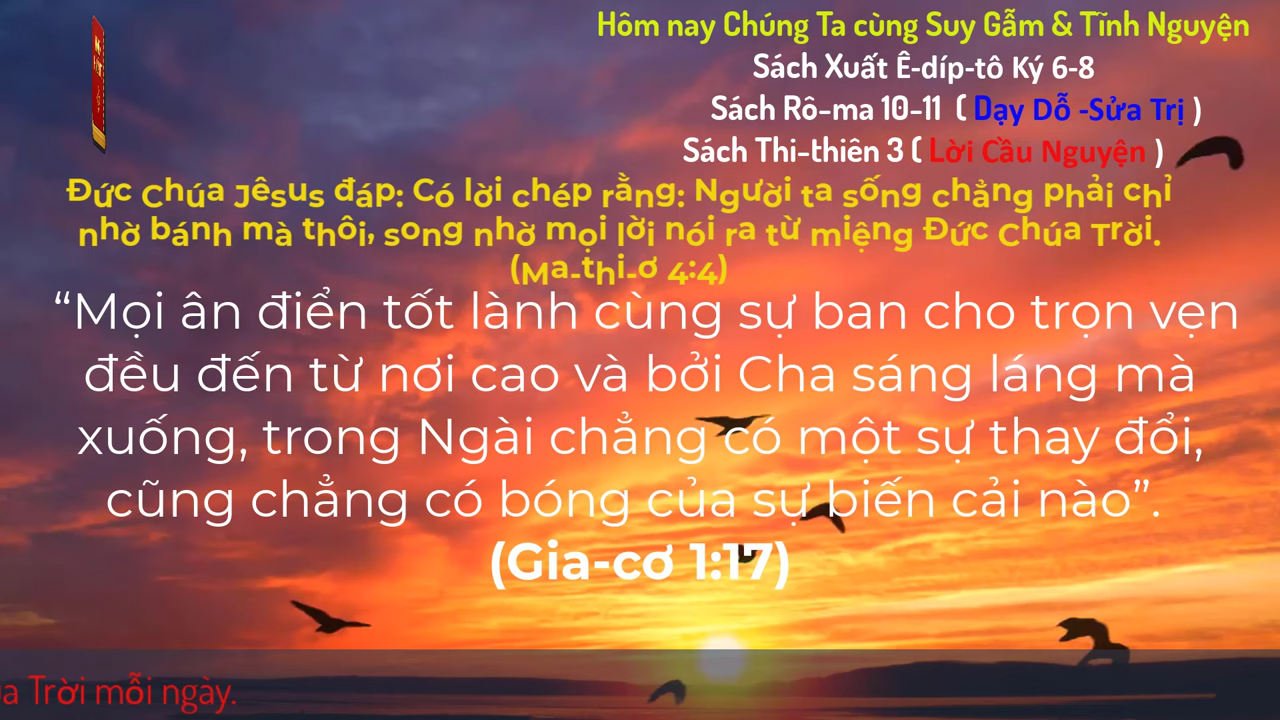 Hôm nay Chúng Ta cùng Suy Gẫm & Tĩnh Nguyện
Sách Xuất Ê-díp-tô Ký 6-8
Sách Rô-ma 10-11 ( Dạy Dỗ -Sửa Trị )
Sách Thi-thiên 3 ( Lời Cầu Nguyện )
Đức Chúa Jêsus đáp: Có lời chép rằng: Người ta sống chẳng phải chỉ
nhờ bánh mà thôi, song nhờ mọi lời nói ra từ miệng Đức Chúa Trời.
(Ma-thi-ơ 4:4)
“Mọi ân điển tốt lành cùng sự ban cho trọn vẹn
đều đến từ nơi cao và bởi Cha sáng láng mà
xuống, trong Ngài chẳng có một sự thay đổi,
cũng chẳng có bóng của sự biến cải nào”.
(Gia-cơ 1:17)
Trời mỗi ngày.